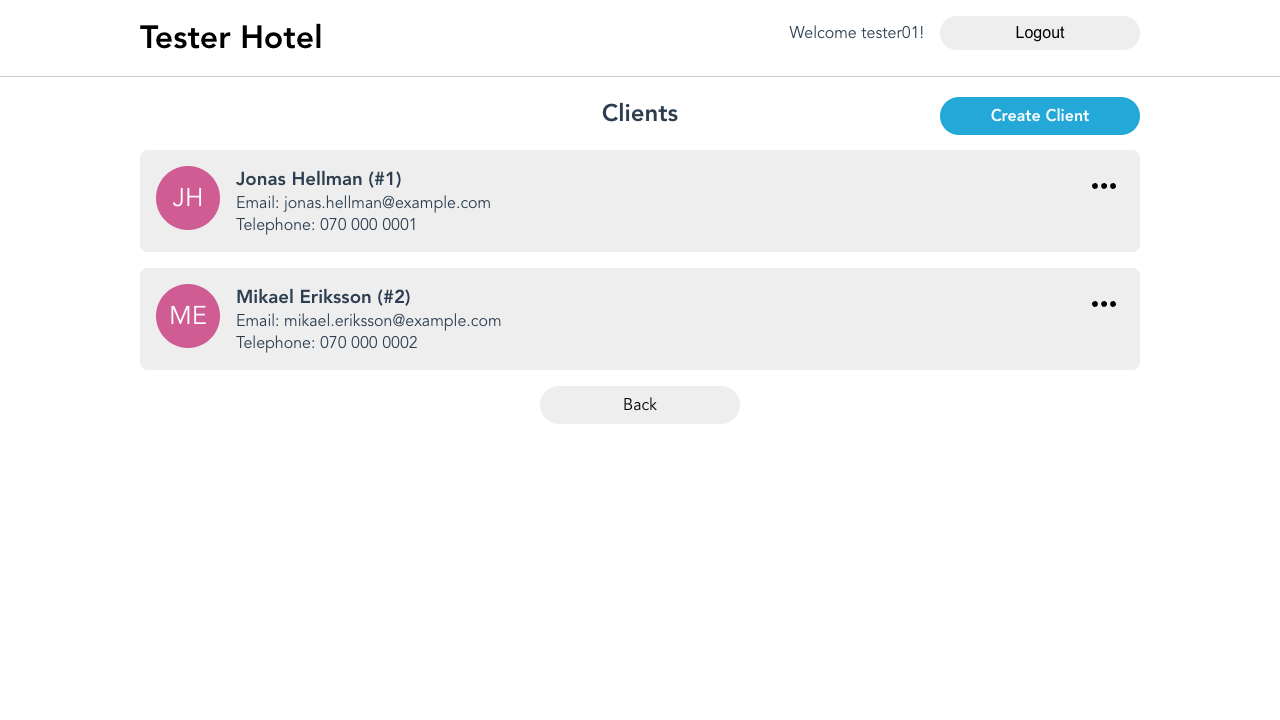 Tester Hotel
Welcome tester01!
Logout
Clients
Create Client
JH
Jonas Hellman (#1)
Email: jonas.hellman@example.com
Telephone: 070 000 0001
ME
Mikael Eriksson (#2)
Email: mikael.eriksson@example.com
Telephone: 070 000 0002
Back